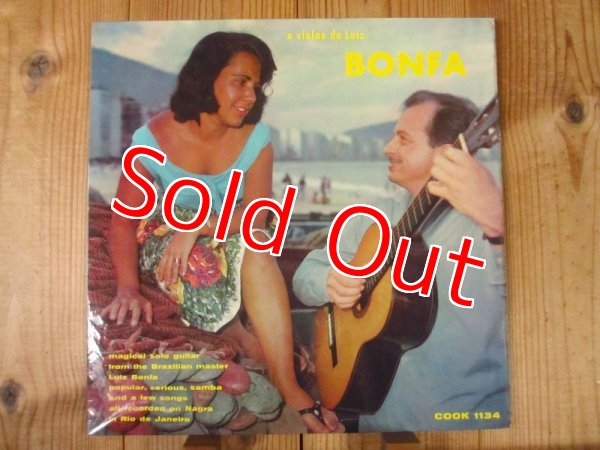 o violao de Luiz
BONFA
Sold Out
magical solo guitar
from the Brazilian master
Luiz Bonfa
popular, serious, samba
and a few songs
all recorded on Nagra
in Rio de Janeiro
COOK 1134